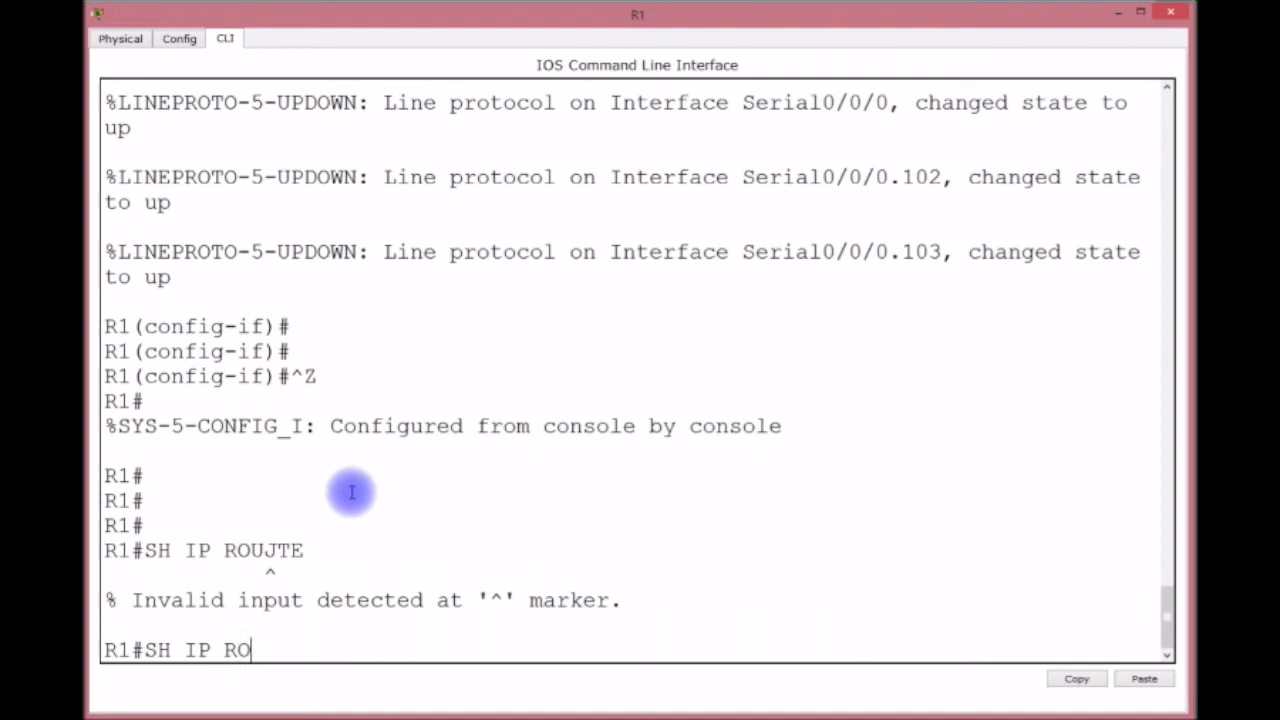 R1
Physical Config CLI
IOS Command Line Interface
%LINEPROTO-5-UPDOWN: Line protocol on Interface Serial0/0/0, changed state to
up
%LINEPROTO-5-UPDOWN: Line protocol on Interface Serial0/0/0.102, changed state
to up
%LINEPROTO-5-UPDOWN: Line protocol on Interface Serial0/0/0.103, changed state
to up
R1(config-if)#
R1(config-if)#
R1(config-if)#^Z
R1#
%SYS-5-CONFIG_I: Configured from console by console
R1#
R1#
R1#
R1#SH IP ROUJTE
^
% Invalid input detected at '^' marker.
R1#SH IP RO
Copy Paste